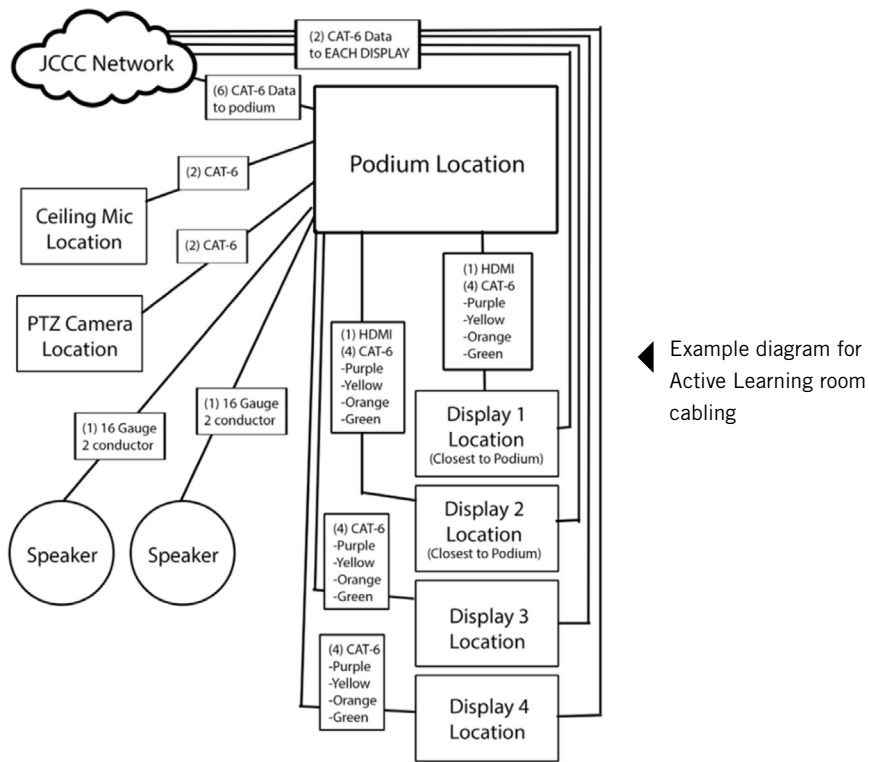 (2) CAT-6 Data
to EACH DISPLAY
JCCC Network
(6) CAT-6 Data
to podium
Podium Location
(2) CAT-6
Ceiling Mic
Location
(2) CAT-6
PTZ Camera
Location
(1) HDMI
(4) CAT-6
-Purple
-Yellow
-Orange
-Green
(1) HDMI
(4) CAT-6
-Purple
-Yellow
-Orange
-Green
Example diagram for
Active Learning room
cabling
(1) 16 Gauge
2 conductor
(1) 16 Gauge
2 conductor
Display 1
Location
(Closest to Podium)
Display 2
Location
(Closest to Podium)
Speaker
Speaker
(4) CAT-6
-Purple
-Yellow
-Orange
-Green
Display 3
Location
(4) CAT-6
-Purple
-Yellow
-Orange
-Green
Display 4
Location